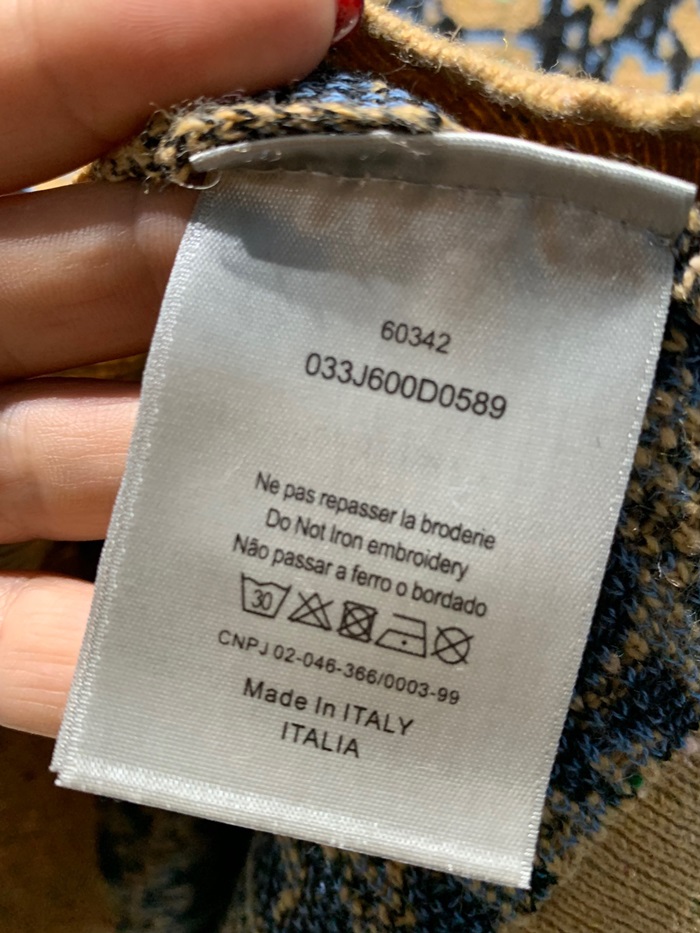 60342
033J600D0589
Ne pas repasser la broderie
Do Not Iron embroidery
Não passar a ferro o bordado
30
CNPJ 02-046-366/0003-99
Made In ITALY
ITALIA